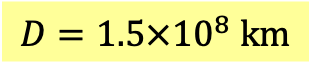 D = 1.5×10⁸ km